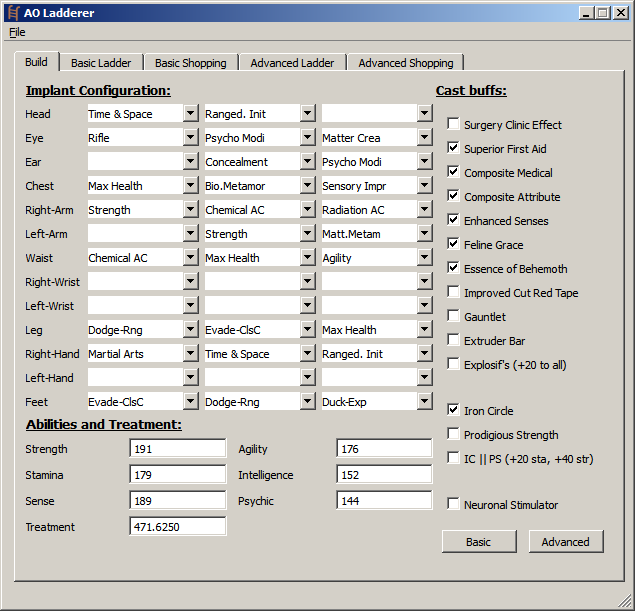 AO Ladderer
File
Build Basic Ladder Basic Shopping Advanced Ladder Advanced Shopping
Implant Configuration:
Head Time & Space Ranged. Init
Eye Rifle Psycho Modi Matter Crea
Ear Concealment Psycho Modi
Chest Max Health Bio.Metamor Sensory Impr
Right-Arm Strength Chemical AC Radiation AC
Left-Arm Strength Matt.Metam
Waist Chemical AC Max Health Agility
Right-Wrist
Left-Wrist
Leg Dodge-Rng Evade-ClsC Max Health
Right-Hand Martial Arts Time & Space Ranged. Init
Left-Hand
Feet Evade-ClsC Dodge-Rng Duck-Exp
Abilities and Treatment:
Strength 191 Agility 176
Stamina 179 Intelligence 152
Sense 189 Psychic 144
Treatment 471.6250
Cast buffs:
Surgery Clinic Effect
Superior First Aid
Composite Medical
Composite Attribute
Enhanced Senses
Feline Grace
Essence of Behemoth
Improved Cut Red Tape
Gauntlet
Extruder Bar
Explosif's (+20 to all)
Iron Circle
Prodigious Strength
IC || PS (+20 sta, +40 str)
Neuronal Stimulator
Basic Advanced